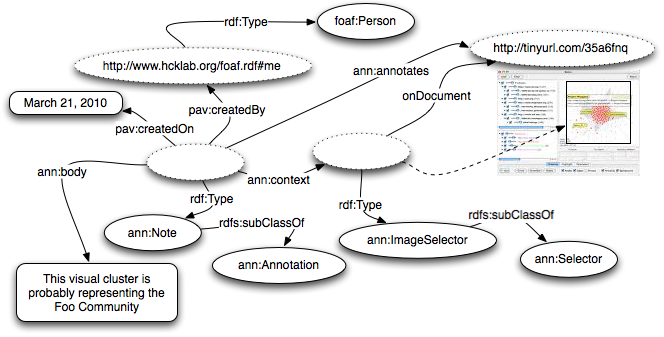 rdf:Type
foaf:Person
http://www.hcklab.org/foaf.rdf#me
http://tinyurl.com/35a6fnq
ann:annotates
onDocument
March 21, 2010
pav:createdOn
pav:createdBy
ann:body
ann:context
rdf:Type
rdf:Type
ann:Note
rdfs:subClassOf
ann:Annotation
ann:ImageSelector
rdfs:subClassOf
ann:Selector
This visual cluster is
probably representing the
Foo Community